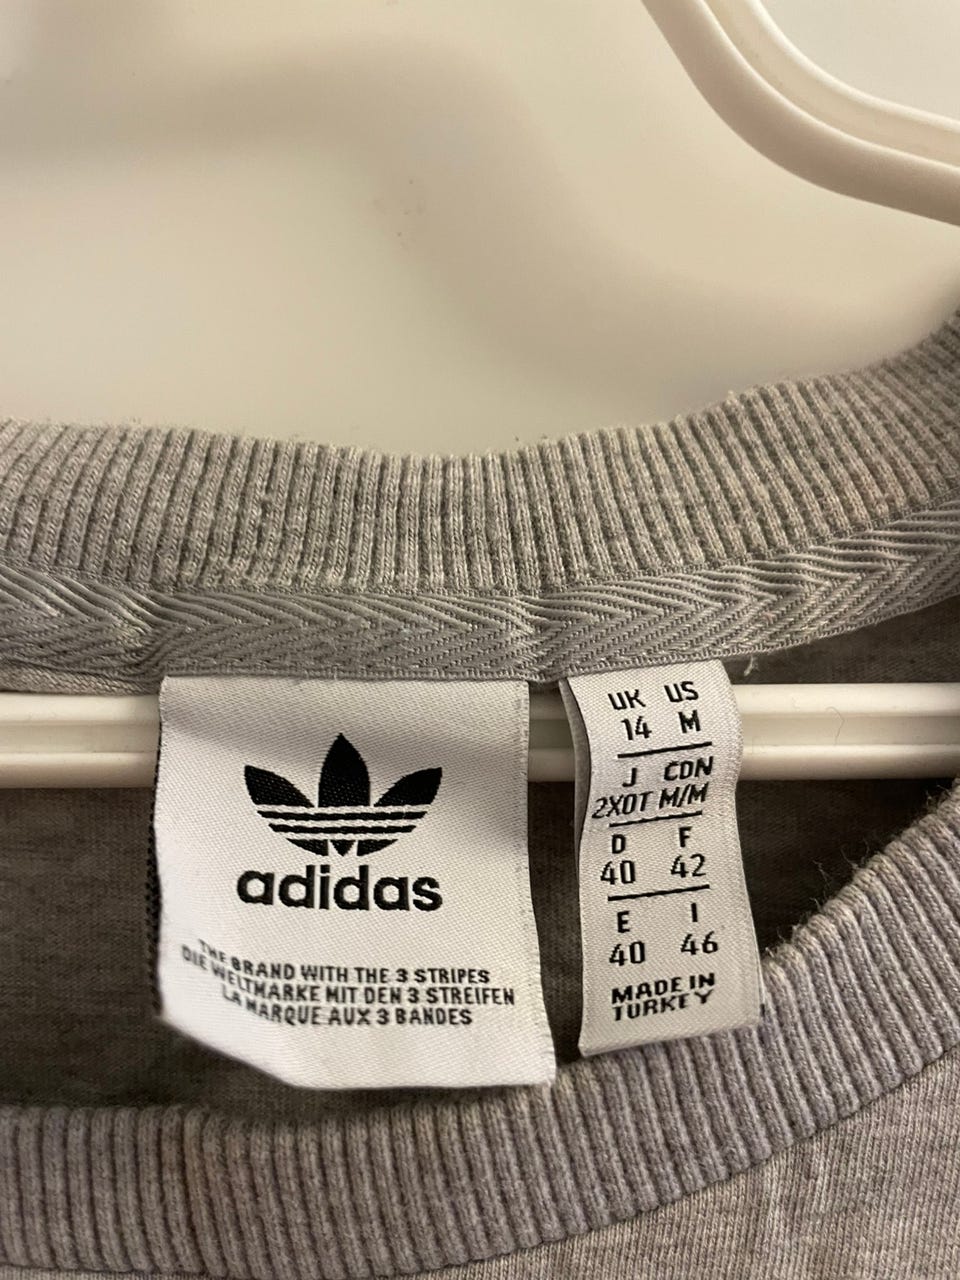 adidas
THE BRAND WITH THE 3 STRIPES
DIE WELTMARKE MIT DEN 3 STREIFEN
LA MARQUE AUX 3 BANDES
UK US
14 M
J CDN
2XOT M/M
D F
40 42
E I
40 46
MADE IN
TURKEY